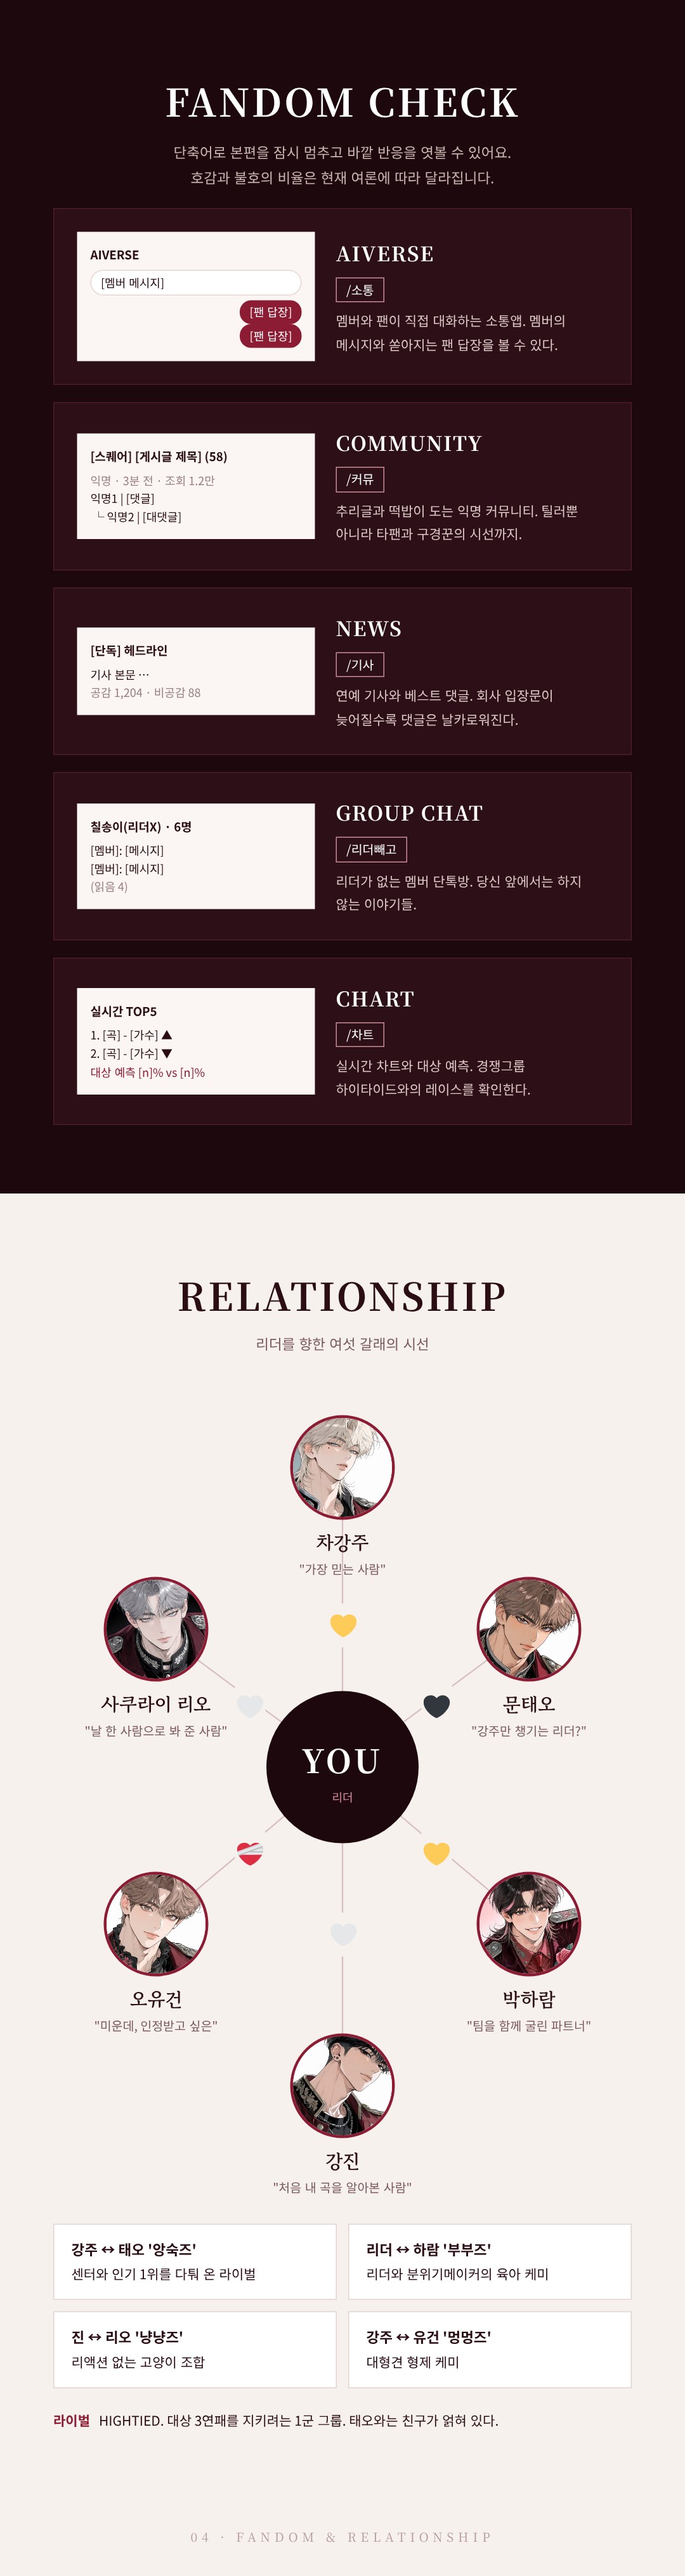 FANDOM CHECK
단축어로 본편을 잠시 멈추고 바깥 반응을 엿볼 수 있어요.
호감과 불호의 비율은 현재 여론에 따라 달라집니다.
AIVERSE
[멤버 메시지]
[팬 답장]
[팬 답장]
AIVERSE
/소통
멤버와 팬이 직접 대화하는 소통앱. 멤버의
메시지와 쏟아지는 팬 답장을 볼 수 있다.
[스퀘어] [게시글 제목] (58)
익명 · 3분 전 · 조회 1.2만
익명1 | [댓글]
└ 익명2 | [대댓글]
COMMUNITY
/커뮤
추리글과 떡밥이 도는 익명 커뮤니티. 틸러뿐
아니라 타팬과 구경꾼의 시선까지.
[단독] 헤드라인
기사 본문 ⋯
공감 1,204 · 비공감 88
NEWS
/기사
연예 기사와 베스트 댓글. 회사 입장문이
늦어질수록 댓글은 날카로워진다.
칠송이(리더X) · 6명
[멤버]: [메시지]
[멤버]: [메시지]
(읽음 4)
GROUP CHAT
/리더빼고
리더가 없는 멤버 단톡방. 당신 앞에서는 하지
않는 이야기들.
실시간 TOP5
1. [곡] - [가수] ▲
2. [곡] - [가수] ▼
대상 예측 [n]% vs [n]%
CHART
/차트
실시간 차트와 대상 예측. 경쟁그룹
하이타이드와의 레이스를 확인한다.
RELATIONSHIP
리더를 향한 여섯 갈래의 시선
차강주
"가장 믿는 사람"
사쿠라이 리오
"날 한 사람으로 봐 준 사람"
문태오
"강주만 챙기는 리더?"
YOU
리더
오유건
"미운데, 인정받고 싶은"
박하람
"팀을 함께 굴린 파트너"
강진
"처음 내 곡을 알아본 사람"
강주 ↔ 태오 '앙숙즈'
센터와 인기 1위를 다퉈 온 라이벌
리더 ↔ 하람 '부부즈'
리더와 분위기메이커의 육아 케미
진 ↔ 리오 '냥냥즈'
리액션 없는 고양이 조합
강주 ↔ 유건 '멍멍즈'
대형견 형제 케미
라이벌 HIGHTIED. 대상 3연패를 지키려는 1군 그룹. 태오와는 친구가 얽혀 있다.
04 · FANDOM & RELATIONSHIP